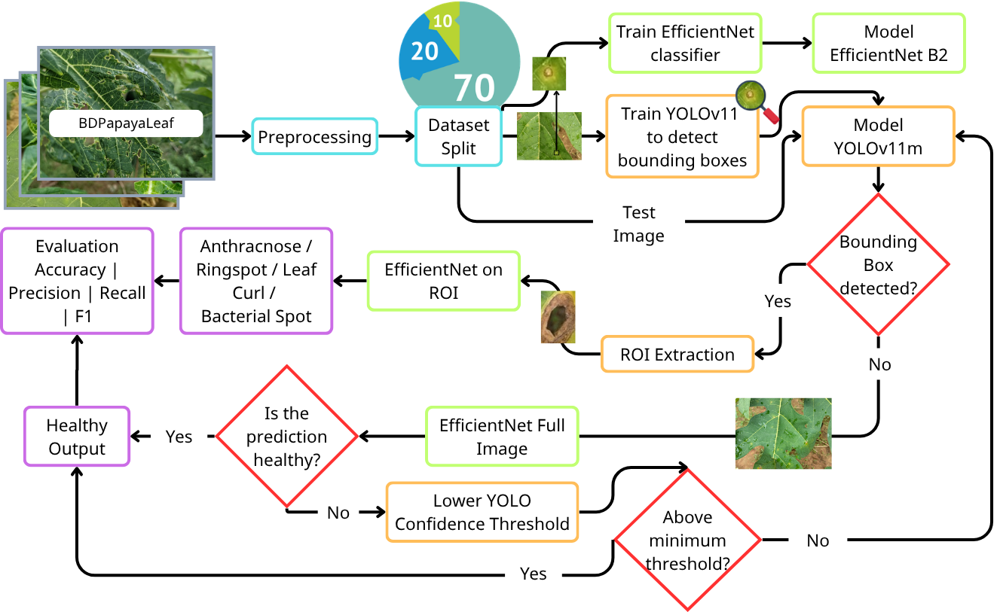 10
20
70
Train EfficientNet
classifier
Model
EfficientNet B2
BDPapayaLeaf
Preprocessing
Dataset
Split
Train YOLOv11
to detect
bounding boxes
Model
YOLOv11m
Test
Image
Bounding
Box
detected?
Yes
No
ROI Extraction
EfficientNet on
ROI
Anthracnose /
Ringspot / Leaf
Curl /
Bacterial Spot
Evaluation
Accuracy |
Precision | Recall
| F1
EfficientNet Full
Image
Is the
prediction
healthy?
Yes
Healthy
Output
No
Lower YOLO
Confidence Threshold
Above
minimum
threshold?
No
Yes